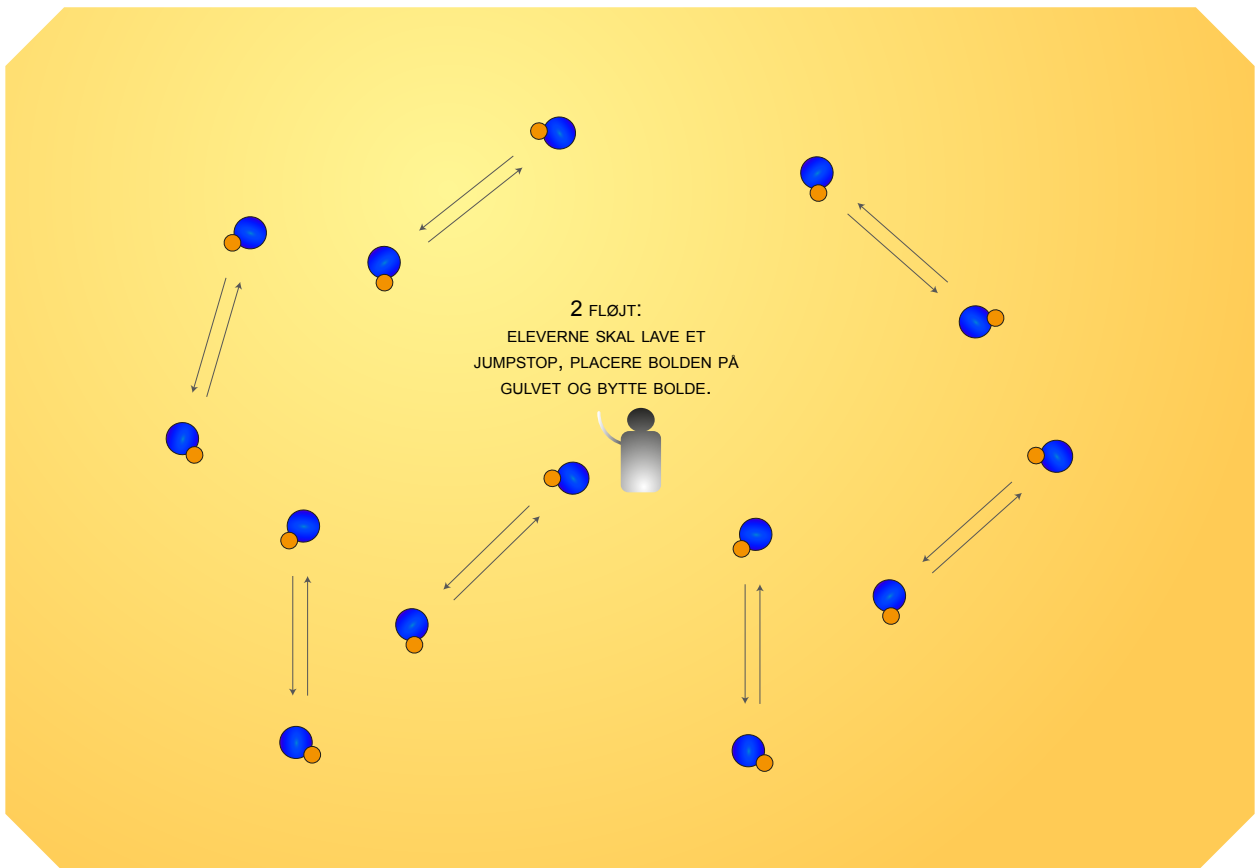 2 FLØJT:
ELEVERNE SKAL LAVE ET
JUMPSTOP, PLACERE BOLDEN PÅ
GULVET OG BYTTE BOLDE.